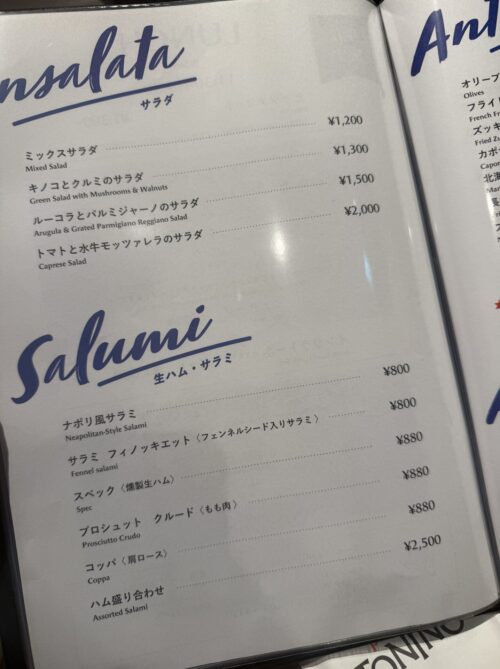 nsalata
サラダ
ミックスサラダ ¥1,200
Mixed Salad
キノコとクルミのサラダ ¥1,300
Green Salad with Mushrooms & Walnuts
ルーコラとパルミジャーノのサラダ ¥1,500
Arugula & Grated Parmigiano Reggiano Salad
トマトと水牛モッツァレラのサラダ ¥2,000
Caprese Salad
Salumi
生ハム・サラミ
ナポリ風サラミ ¥800
Neapolitan-Style Salami
サラミ フィノッキエット〈フェンネルシード入りサラミ〉 ¥800
Fennel salami
スペック〈燻製生ハム〉 ¥880
Spec
プロシュット クルード〈もも肉〉 ¥880
Prosciutto Crudo
コッパ〈肩ロース〉 ¥880
Coppa
ハム盛り合わせ ¥2,500
Assorted Salami
Ant
オリーブ
Olives
フライド
French Fr
ズッキ
Fried Zu
カポ
Capon
北海
TONINO